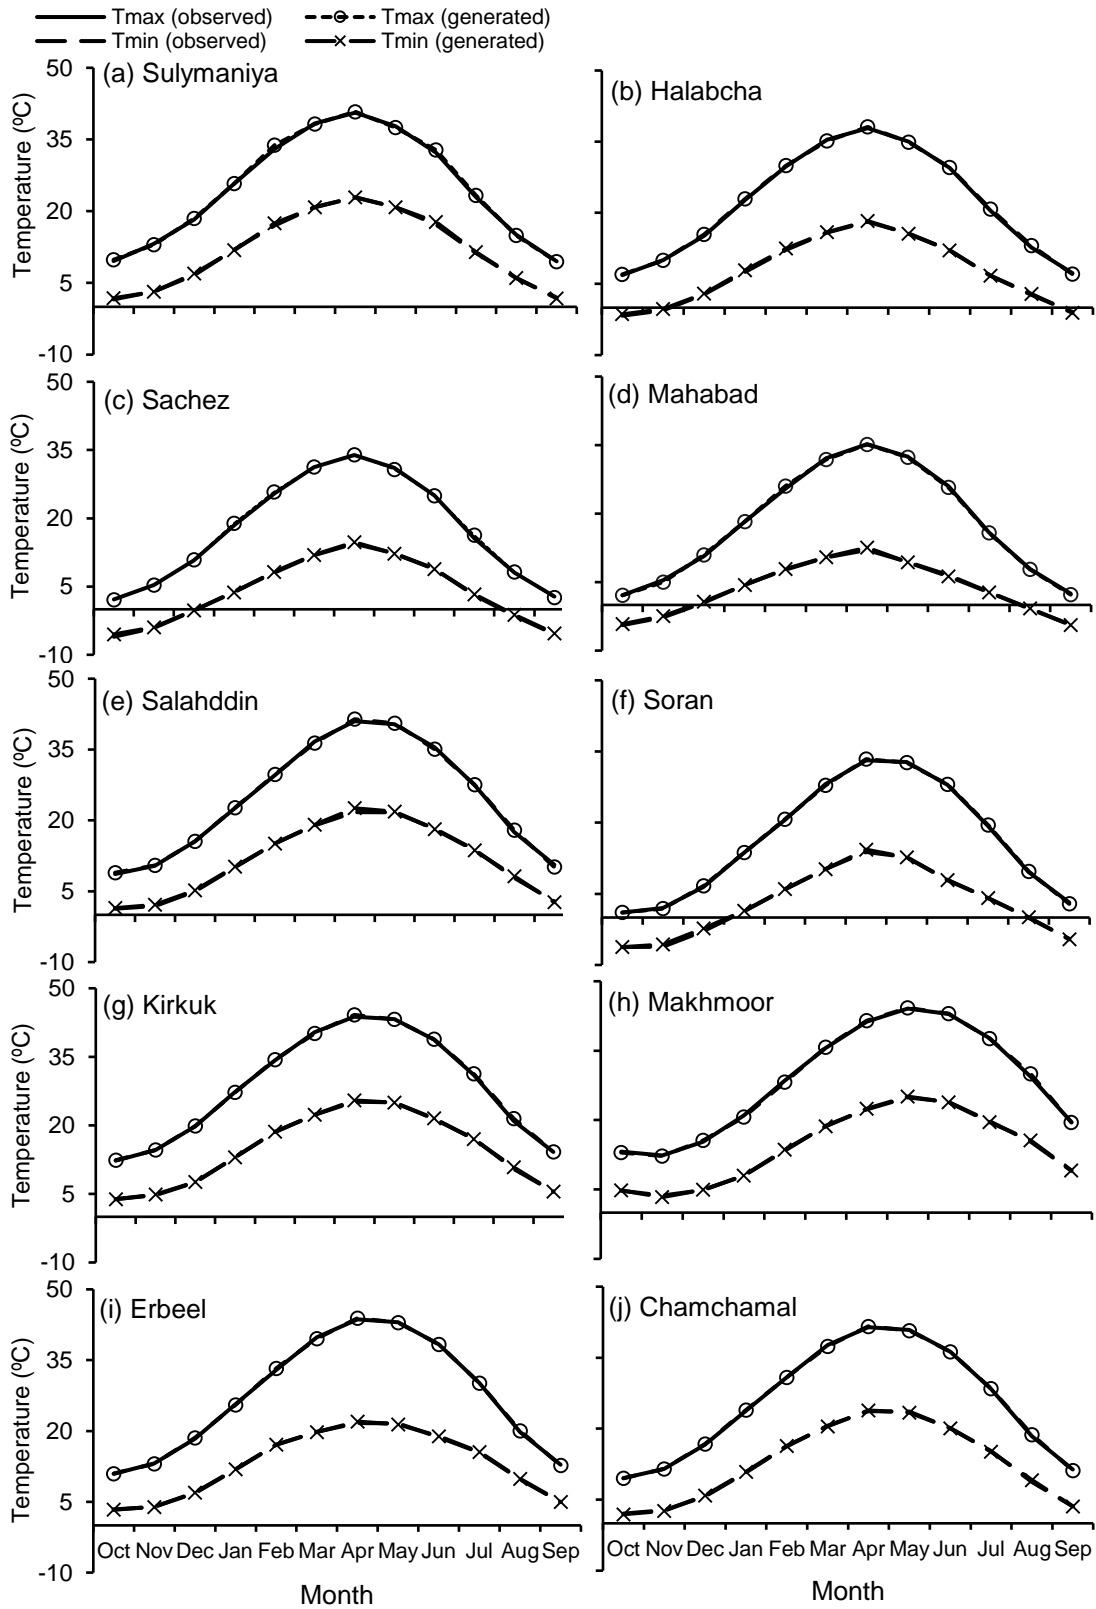 Tmax (observed) Tmax (generated)
Tmin (observed) Tmin (generated)
(a) Sulymaniya
(b) Halabcha
Temperature (ºC)
50
35
20
5
-10
(c) Sachez
(d) Mahabad
Temperature (ºC)
50
35
20
5
-10
(e) Salahddin
(f) Soran
Temperature (ºC)
50
35
20
5
-10
(g) Kirkuk
(h) Makhmoor
Temperature (ºC)
50
35
20
5
-10
(i) Erbeel
(j) Chamchamal
Temperature (ºC)
50
35
20
5
-10
Oct Nov Dec Jan Feb Mar Apr May Jun Jul Aug Sep
Month
Oct Nov Dec Jan Feb Mar Apr May Jun Jul Aug Sep
Month